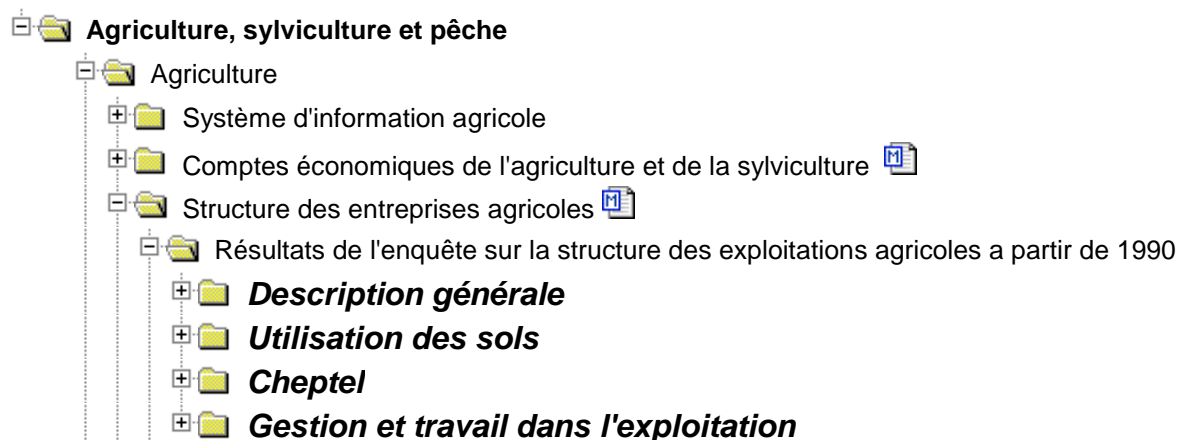 Agriculture, sylviculture et pêche
Agriculture
Système d'information agricole
Comptes économiques de l'agriculture et de la sylviculture M
Structure des entreprises agricoles M
Résultats de l'enquête sur la structure des exploitations agricoles a partir de 1990
Description générale
Utilisation des sols
Cheptel
Gestion et travail dans l'exploitation